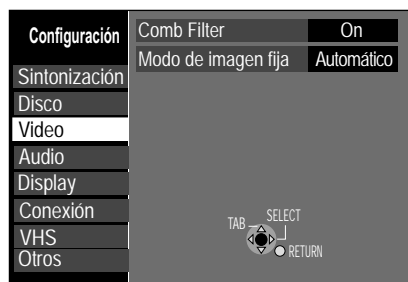 Configuración
Sintonización
Disco
Video
Audio
Display
Conexión
VHS
Otros
Comb Filter On
Modo de imagen fija Automático
TAB SELECT
RETURN